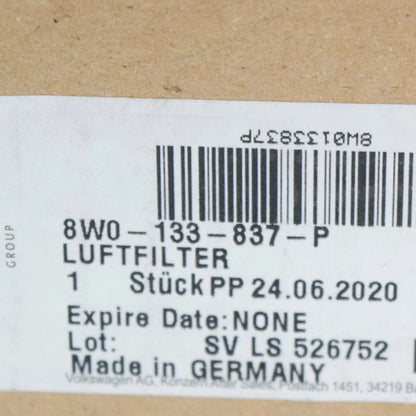 GROUP
8W0133837P
8W0-133-837-P
LUFTFILTER
1 Stück PP 24.06.2020
Expire Date: NONE
Lot: SV LS 526752
Made in GERMANY
Volkswagen AG, Konzern After Sales, Postfach 1451, 34219 Ba